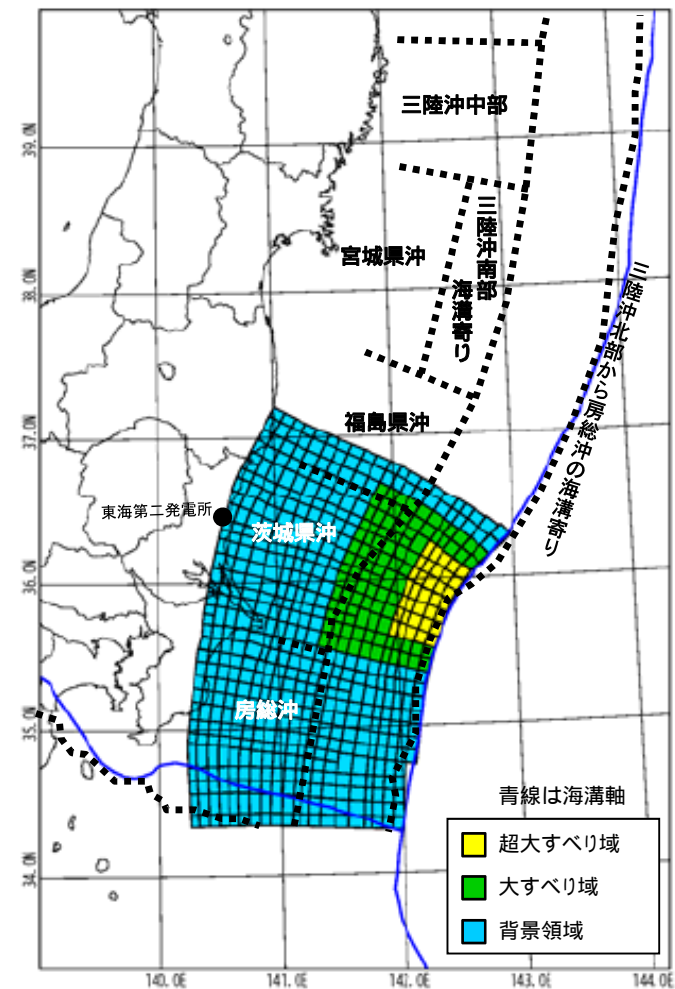 三陸沖中部
39.0N
三陸沖南部
海溝寄り
宮城県沖
38.0N
三陸沖北部から房総沖の海溝寄り
福島県沖
37.0N
東海第二発電所
茨城県沖
36.0N
房総沖
35.0N
青線は海溝軸
超大すべり域
大すべり域
背景領域
34.0N
140.0E
141.0E
142.0E
143.0E
144.0E